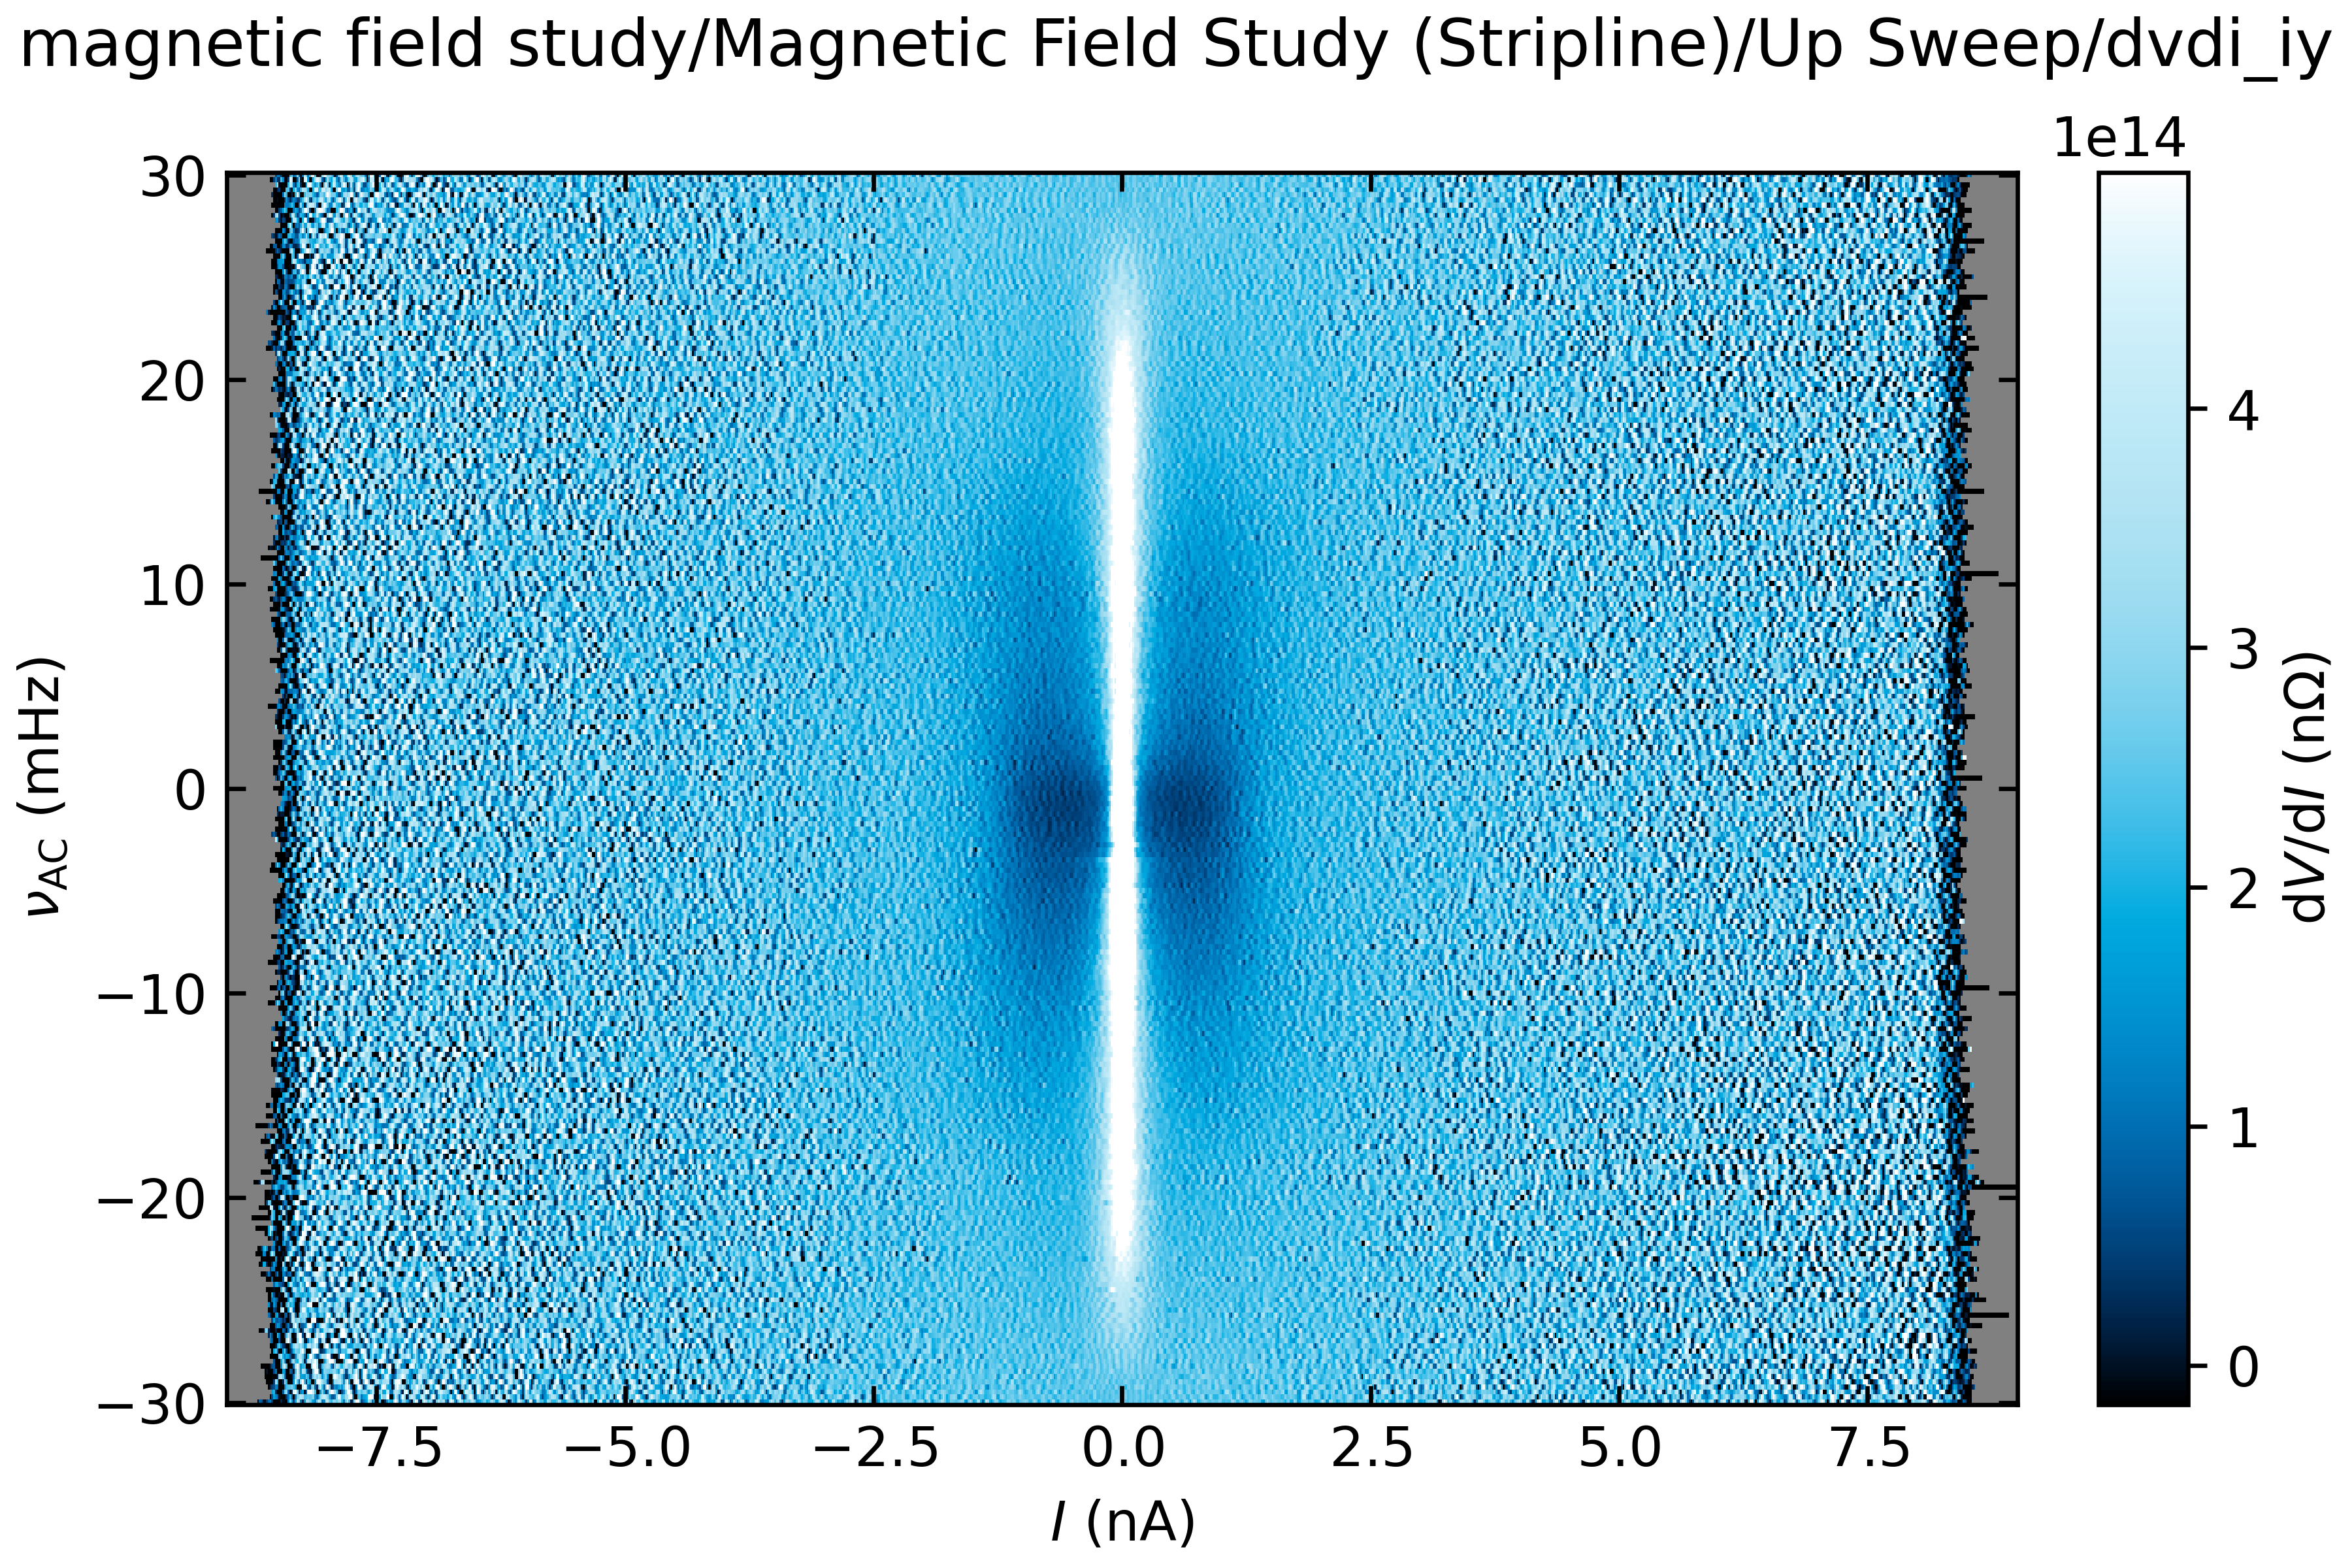 magnetic field study/Magnetic Field Study (Stripline)/Up Sweep/dvdi_iy
1e14
30
20
10
0
−10
−20
−30
ν_AC (mHz)
−7.5 −5.0 −2.5 0.0 2.5 5.0 7.5
I (nA)
4
3
2
1
0
dV/dI (nΩ)